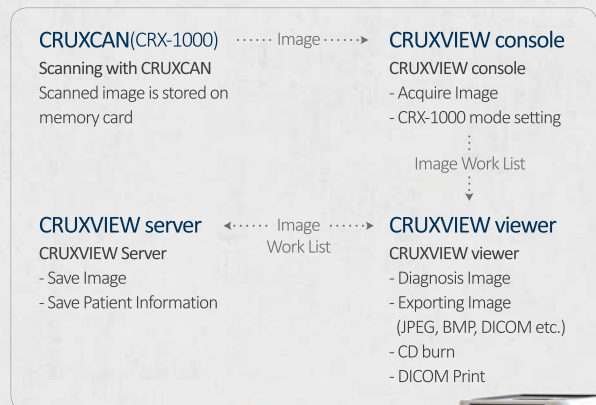 CRUXCAN(CRX-1000)
Scanning with CRUXCAN
Scanned image is stored on
memory card
Image
CRUXVIEW console
CRUXVIEW console
- Acquire Image
- CRX-1000 mode setting
Image Work List
CRUXVIEW server
CRUXVIEW Server
- Save Image
- Save Patient Information
Image
Work List
CRUXVIEW viewer
CRUXVIEW viewer
- Diagnosis Image
- Exporting Image
(JPEG, BMP, DICOM etc.)
- CD burn
- DICOM Print